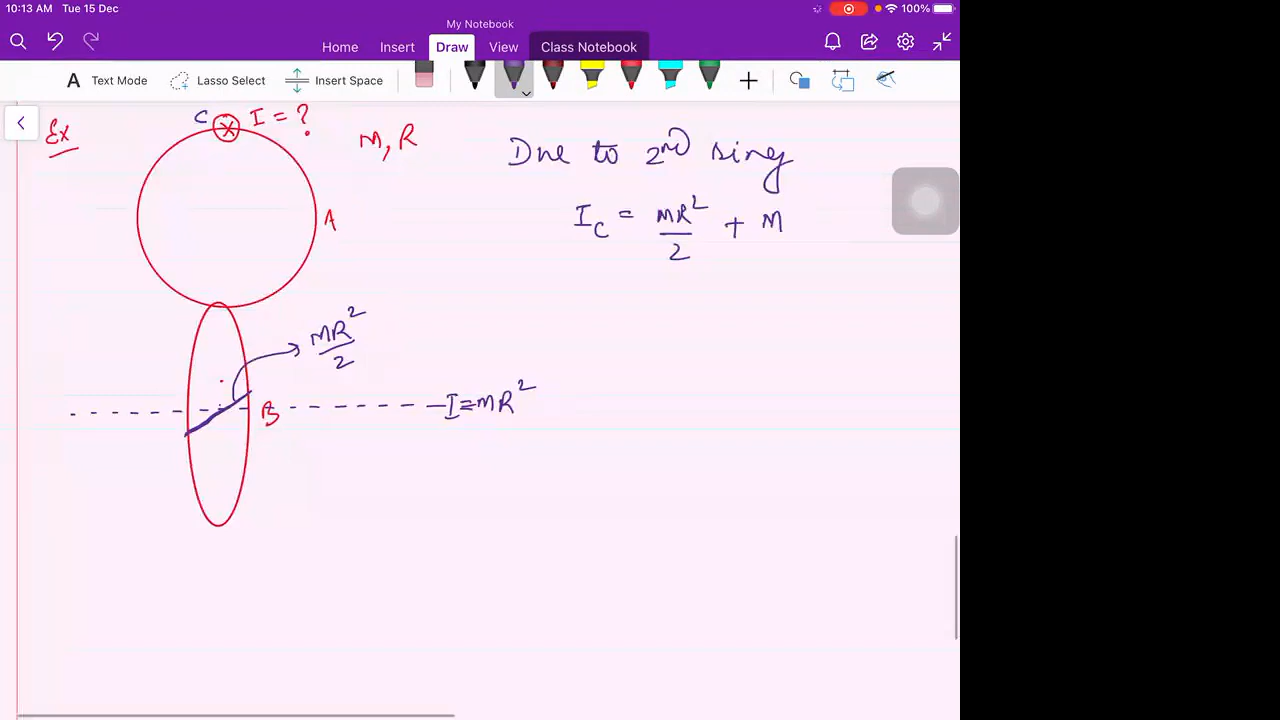 10:13 AM Tue 15 Dec
100%
My Notebook
Home Insert Draw View Class Notebook
A Text Mode Lasso Select Insert Space
Ex
C I = ?
M, R
A
Due to 2nd ring
I_C = MR²/2 + M
MR²/2
B
I=MR²